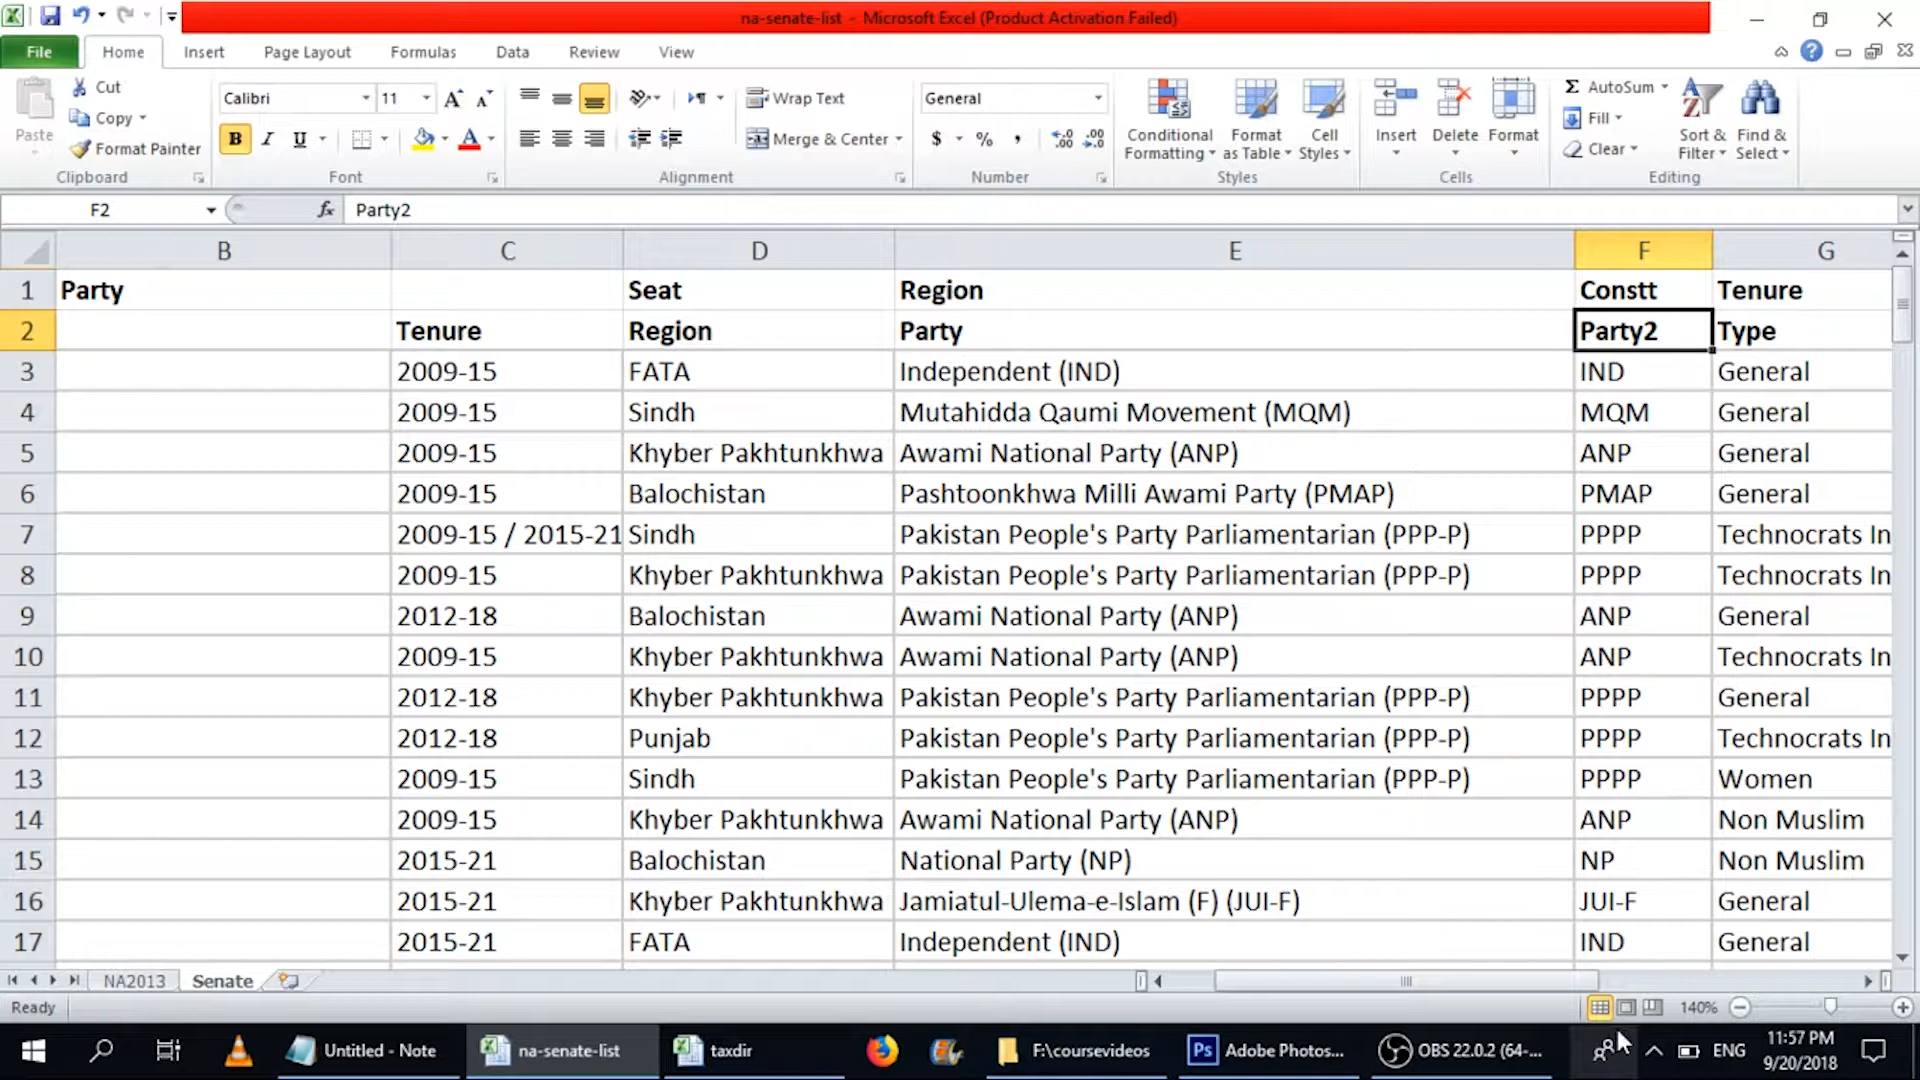 na-senate-list - Microsoft Excel (Product Activation Failed)
File Home Insert Page Layout Formulas Data Review View
Paste
Cut
Copy
Format Painter
Clipboard
Calibri 11
B I U
Font
Wrap Text
Merge & Center
Alignment
General
$ % ,
Number
Conditional Formatting
Format as Table
Cell Styles
Styles
Insert Delete Format
Cells
Σ AutoSum
Fill
Clear
Sort & Filter
Find & Select
Editing
F2 fx Party2
B C D E F G
1 Party Seat Region Constt Tenure
2 Tenure Region Party Party2 Type
3 2009-15 FATA Independent (IND) IND General
4 2009-15 Sindh Mutahidda Qaumi Movement (MQM) MQM General
5 2009-15 Khyber Pakhtunkhwa Awami National Party (ANP) ANP General
6 2009-15 Balochistan Pashtoonkhwa Milli Awami Party (PMAP) PMAP General
7 2009-15 / 2015-21 Sindh Pakistan People's Party Parliamentarian (PPP-P) PPPP Technocrats In
8 2009-15 Khyber Pakhtunkhwa Pakistan People's Party Parliamentarian (PPP-P) PPPP Technocrats In
9 2012-18 Balochistan Awami National Party (ANP) ANP General
10 2009-15 Khyber Pakhtunkhwa Awami National Party (ANP) ANP Technocrats In
11 2012-18 Khyber Pakhtunkhwa Pakistan People's Party Parliamentarian (PPP-P) PPPP General
12 2012-18 Punjab Pakistan People's Party Parliamentarian (PPP-P) PPPP Technocrats In
13 2009-15 Sindh Pakistan People's Party Parliamentarian (PPP-P) PPPP Women
14 2009-15 Khyber Pakhtunkhwa Awami National Party (ANP) ANP Non Muslim
15 2015-21 Balochistan National Party (NP) NP Non Muslim
16 2015-21 Khyber Pakhtunkhwa Jamiatul-Ulema-e-Islam (F) (JUI-F) JUI-F General
17 2015-21 FATA Independent (IND) IND General
NA2013 Senate
Ready 140%
Untitled - Note na-senate-list taxdir F:\coursevideos Ps Adobe Photos... OBS 22.0.2 (64-... ENG 11:57 PM
9/20/2018